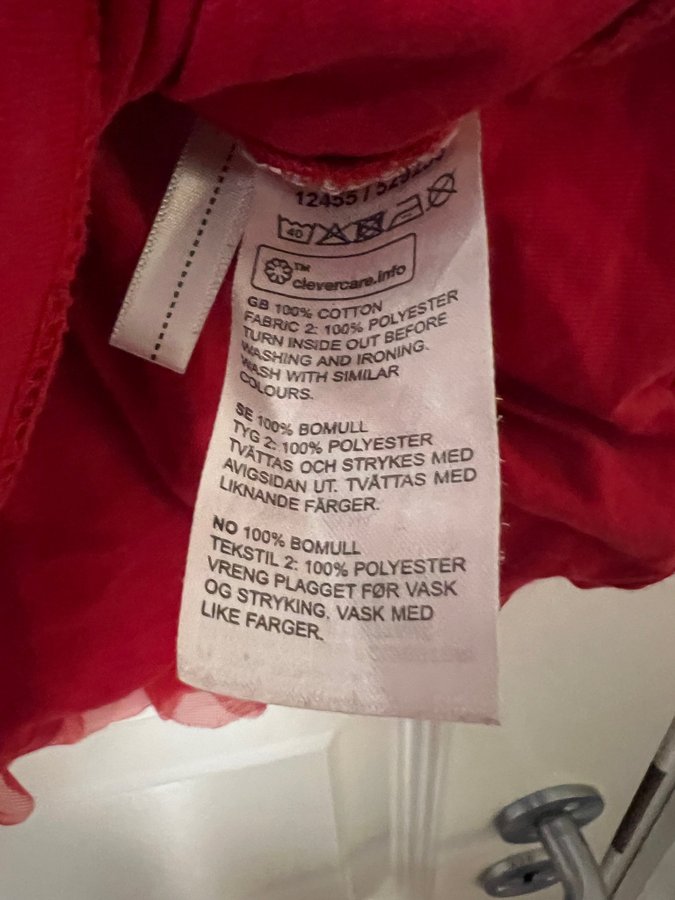 12455 /
40
TM
clevercare.info
GB 100% COTTON
FABRIC 2: 100% POLYESTER
TURN INSIDE OUT BEFORE
WASHING AND IRONING.
WASH WITH SIMILAR
COLOURS.
SE 100% BOMULL
TYG 2: 100% POLYESTER
TVÄTTAS OCH STRYKES MED
AVIGSIDAN UT. TVÄTTAS MED
LIKNANDE FÄRGER.
NO 100% BOMULL
TEKSTIL 2: 100% POLYESTER
VRENG PLAGGET FØR VASK
OG STRYKING. VASK MED
LIKE FARGER.